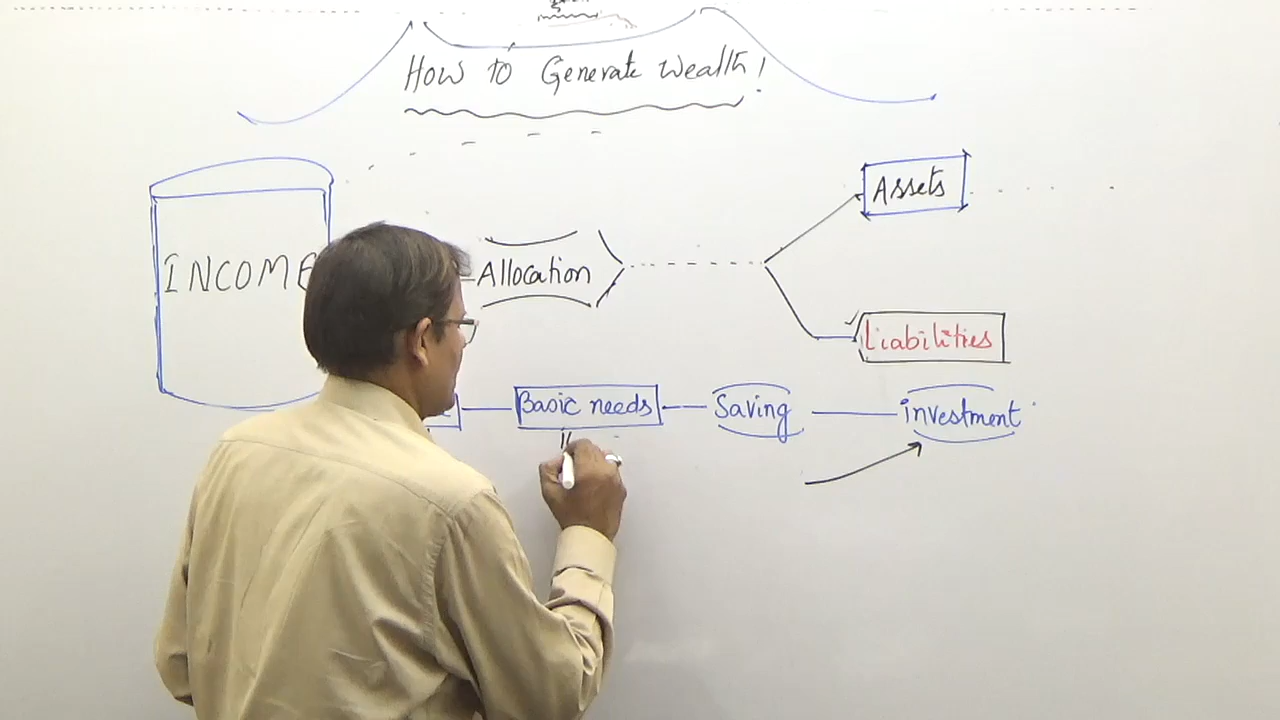 How to Generate Wealth!
Assets
INCOME
Allocation
Liabilities
Basic needs
Saving
investment